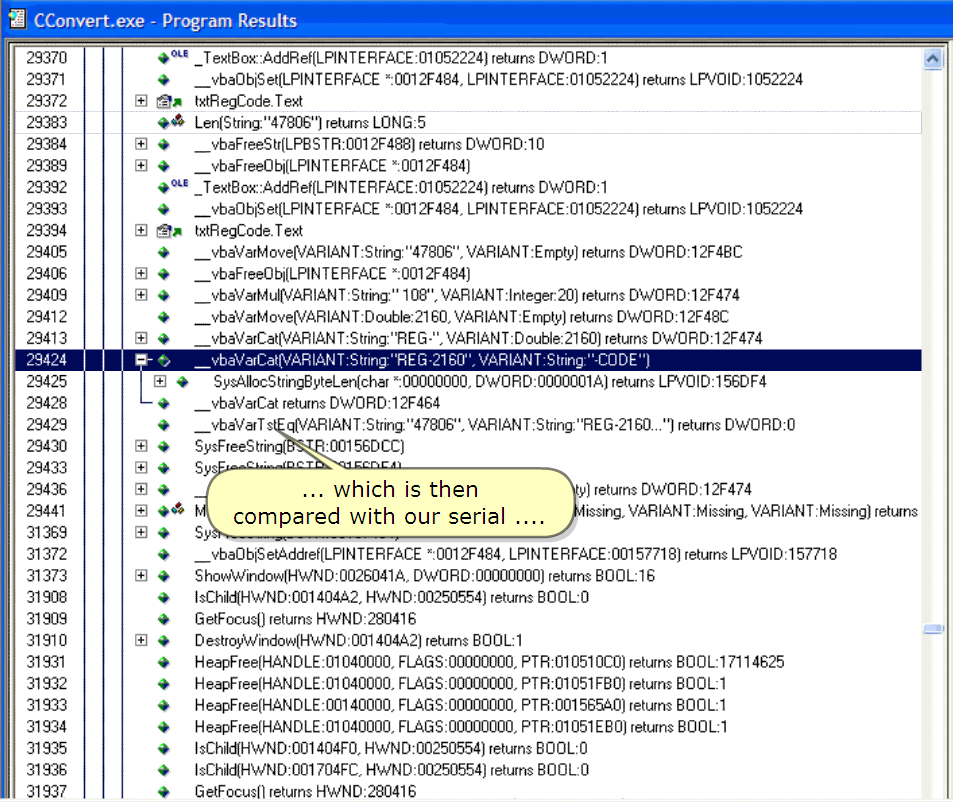 CConvert.exe - Program Results
29370 OLE _TextBox::AddRef(LPINTERFACE:01052224) returns DWORD:1
29371 __vbaObjSet(LPINTERFACE *:0012F484, LPINTERFACE:01052224) returns LPVOID:1052224
29372 txtRegCode.Text
29383 Len(String:"47806") returns LONG:5
29384 __vbaFreeStr(LPBSTR:0012F488) returns DWORD:10
29389 __vbaFreeObj(LPINTERFACE *:0012F484)
29392 OLE _TextBox::AddRef(LPINTERFACE:01052224) returns DWORD:1
29393 __vbaObjSet(LPINTERFACE *:0012F484, LPINTERFACE:01052224) returns LPVOID:1052224
29394 txtRegCode.Text
29405 __vbaVarMove(VARIANT:String:"47806", VARIANT:Empty) returns DWORD:12F4BC
29406 __vbaFreeObj(LPINTERFACE *:0012F484)
29409 __vbaVarMul(VARIANT:String:" 108", VARIANT:Integer:20) returns DWORD:12F474
29412 __vbaVarMove(VARIANT:Double:2160, VARIANT:Empty) returns DWORD:12F48C
29413 __vbaVarCat(VARIANT:String:"REG-", VARIANT:Double:2160) returns DWORD:12F474
29424 __vbaVarCat(VARIANT:String:"REG-2160", VARIANT:String:"-CODE")
29425 SysAllocStringByteLen(char *:00000000, DWORD:0000001A) returns LPVOID:156DF4
29428 __vbaVarCat returns DWORD:12F464
29429 __vbaVarTstEq(VARIANT:String:"47806", VARIANT:String:"REG-2160...") returns DWORD:0
29430 SysFreeString(BSTR:00156DCC)
29433 SysFreeString(BSTR:00156DF4)
29436 ty) returns DWORD:12F474
... which is then
compared with our serial ....
29441 Missing, VARIANT:Missing, VARIANT:Missing) returns
31369
31372 __vbaObjSetAddref(LPINTERFACE *:0012F484, LPINTERFACE:00157718) returns LPVOID:157718
31373 ShowWindow(HWND:0026041A, DWORD:00000000) returns BOOL:16
31908 IsChild(HWND:001404A2, HWND:00250554) returns BOOL:0
31909 GetFocus() returns HWND:280416
31910 DestroyWindow(HWND:001404A2) returns BOOL:1
31931 HeapFree(HANDLE:01040000, FLAGS:00000000, PTR:010510C0) returns BOOL:17114625
31932 HeapFree(HANDLE:01040000, FLAGS:00000000, PTR:01051FB0) returns BOOL:1
31933 HeapFree(HANDLE:00140000, FLAGS:00000000, PTR:001565A0) returns BOOL:1
31934 HeapFree(HANDLE:01040000, FLAGS:00000000, PTR:01051EB0) returns BOOL:1
31935 IsChild(HWND:001404F0, HWND:00250554) returns BOOL:0
31936 IsChild(HWND:001704FC, HWND:00250554) returns BOOL:0
31937 GetFocus() returns HWND:280416